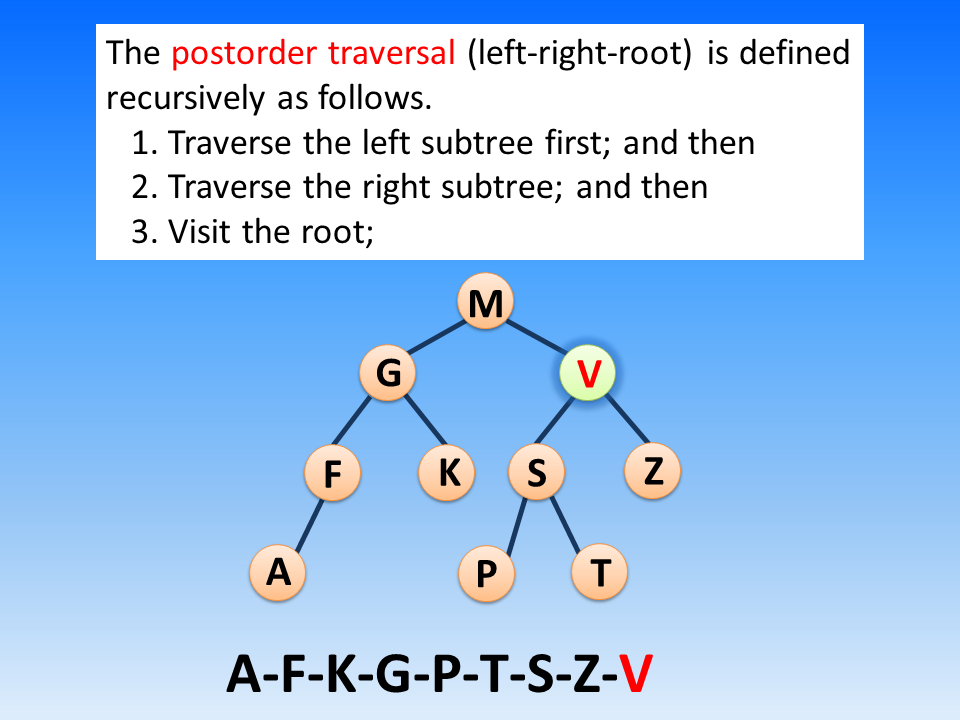 The postorder traversal (left-right-root) is defined
recursively as follows.
1. Traverse the left subtree first; and then
2. Traverse the right subtree; and then
3. Visit the root;
M
G
V
F
K
S
Z
A
P
T
A-F-K-G-P-T-S-Z-V